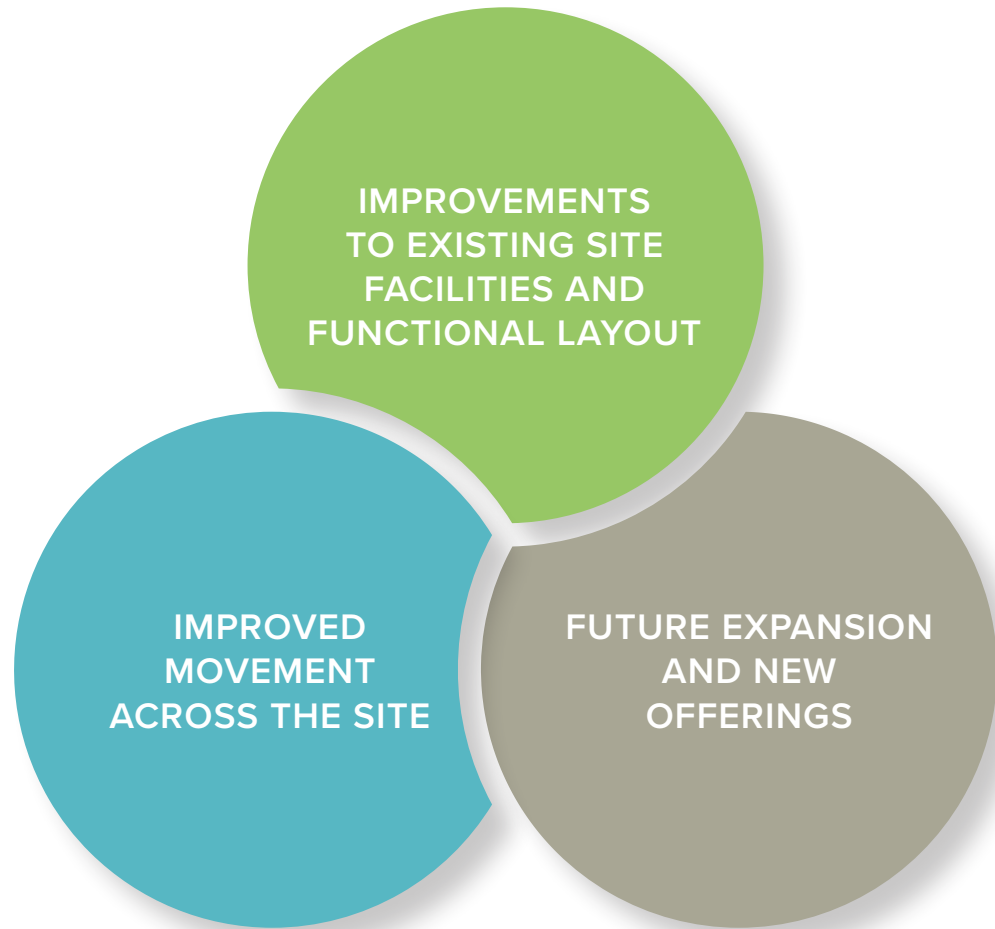 IMPROVEMENTS
TO EXISTING SITE
FACILITIES AND
FUNCTIONAL LAYOUT
IMPROVED
MOVEMENT
ACROSS THE SITE
FUTURE EXPANSION
AND NEW
OFFERINGS